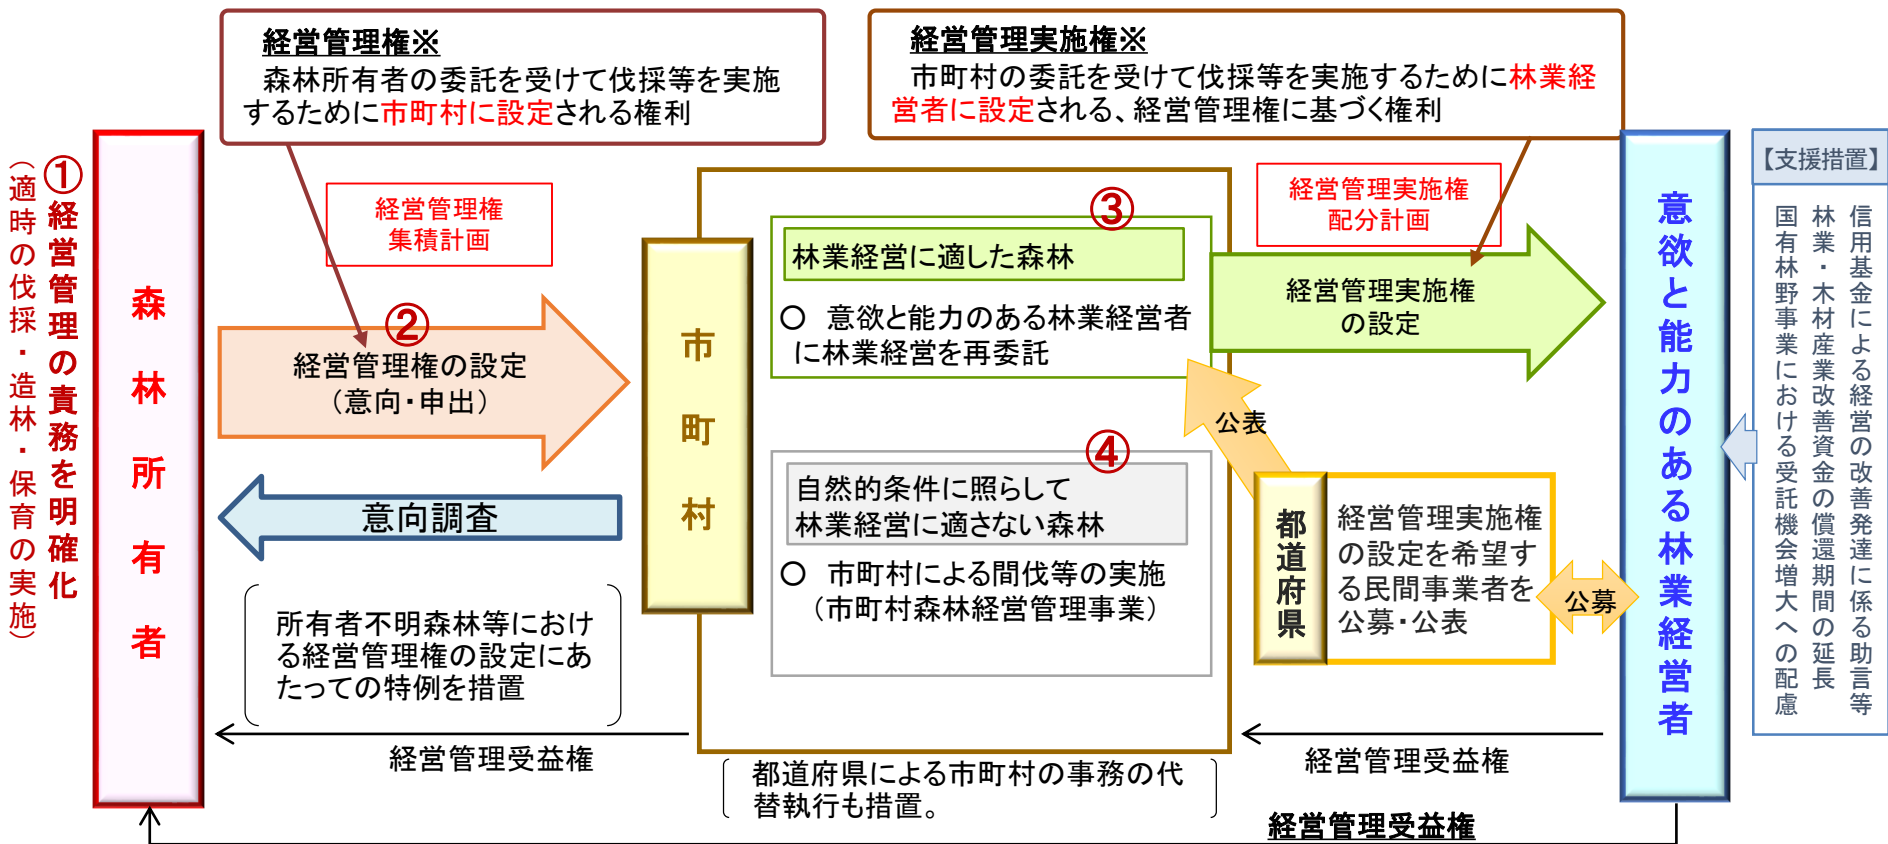 経営管理権※
森林所有者の委託を受けて伐採等を実施
するために市町村に設定される権利
経営管理実施権※
市町村の委託を受けて伐採等を実施するために林業経
営者に設定される、経営管理権に基づく権利
①経営管理の責務を明確化
（適時の伐採・造林・保育の実施）
森林所有者
経営管理権
集積計画
②
経営管理権の設定
（意向・申出）
意向調査
所有者不明森林等におけ
る経営管理権の設定にあ
たっての特例を措置
経営管理受益権
市町村
③
林業経営に適した森林
○　意欲と能力のある林業経営者
に林業経営を再委託
④
自然的条件に照らして
林業経営に適さない森林
○　市町村による間伐等の実施
（市町村森林経営管理事業）
都道府県による市町村の事務の代
替執行も措置。
経営管理実施権
配分計画
経営管理実施権
の設定
公表
都道府県
経営管理実施権
の設定を希望す
る民間事業者を
公募・公表
公募
経営管理受益権
経営管理受益権
意欲と能力のある林業経営者
【支援措置】
信用基金による経営の改善発達に係る助言等
林業・木材産業改善資金の償還期間の延長
国有林野事業における受託機会増大への配慮